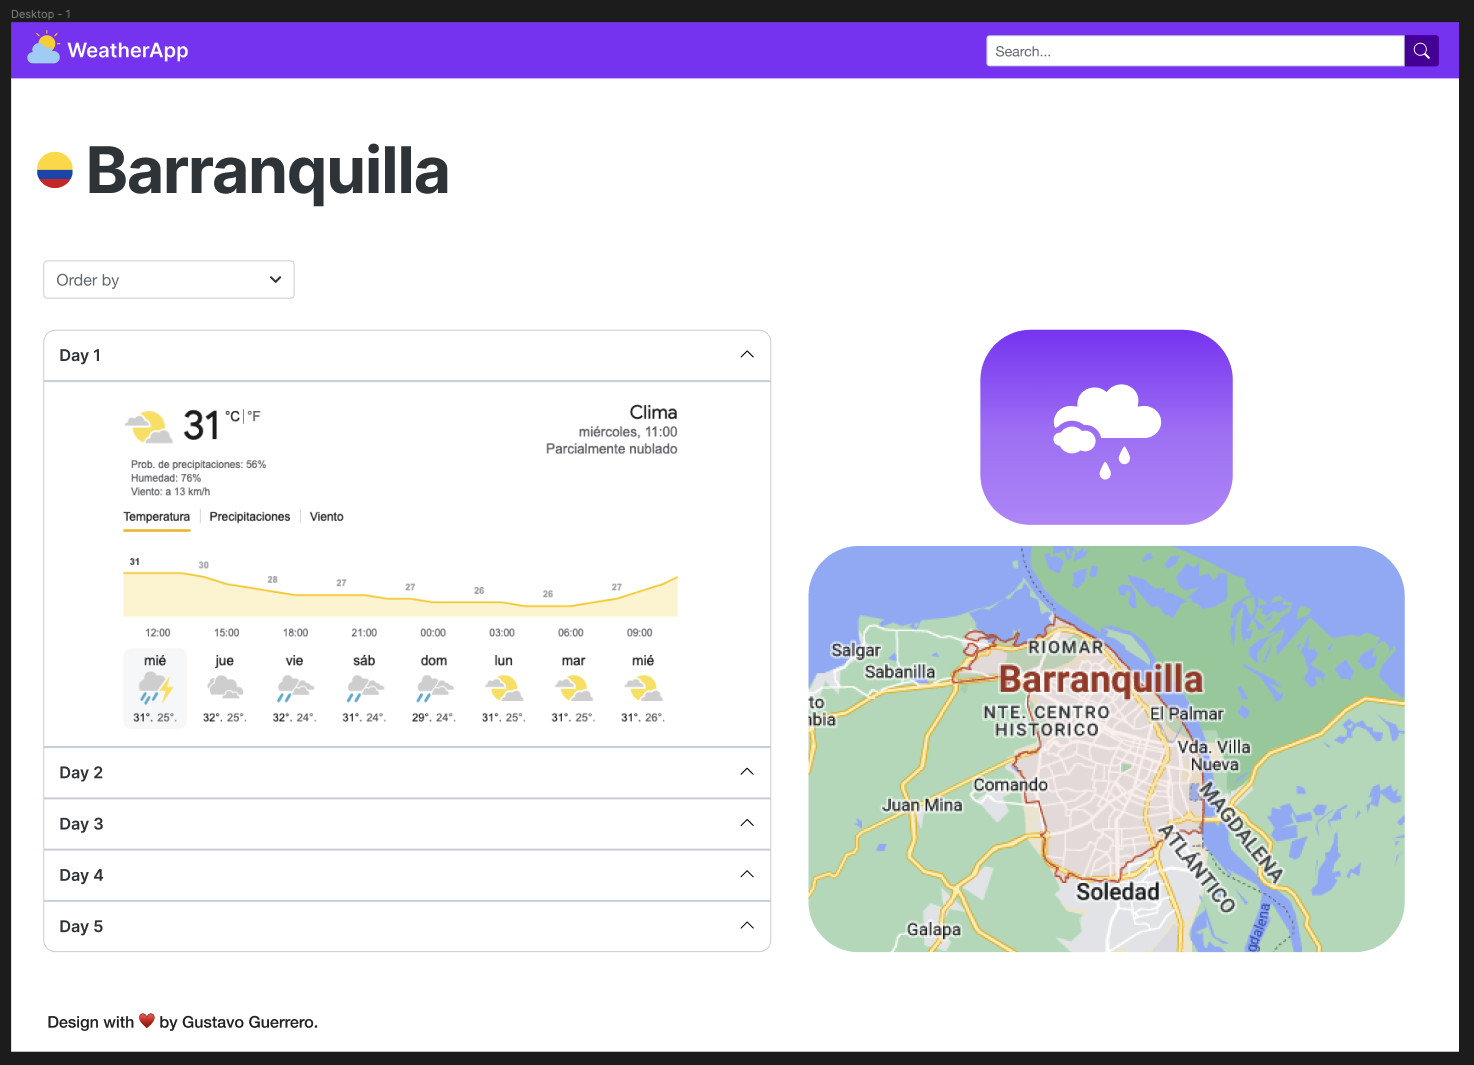 Desktop - 1
WeatherApp
Search...
Barranquilla
Order by
Day 1
31 °C | °F
Prob. de precipitaciones: 56%
Humedad: 76%
Viento: a 13 km/h
Clima
miércoles, 11:00
Parcialmente nublado
Temperatura | Precipitaciones | Viento
31 30 28 27 27 26 26 27
12:00 15:00 18:00 21:00 00:00 03:00 06:00 09:00
mié jue vie sáb dom lun mar mié
31°. 25°. 32°. 25°. 32°. 24°. 31°. 24°. 29°. 24°. 31°. 25°. 31°. 25°. 31°. 26°.
Day 2
Day 3
Day 4
Day 5
RIOMAR
Salgar
Sabanilla
Barranquilla
to
bia
NTE. CENTRO
HISTORICO
El Palmar
Vda. Villa
Nueva
Comando
Juan Mina
MAGDALENA
ATLÁNTICO
Soledad
Galapa
gdalena
Design with ♥ by Gustavo Guerrero.